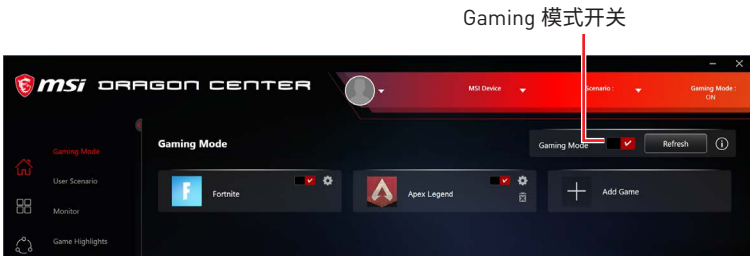 Gaming 模式开关
msi DRAGON CENTER
MSI Device
Scenario :
Gaming Mode :
ON
Gaming Mode
Gaming Mode
Gaming Mode
Refresh
User Scenario
Fortnite
Apex Legend
Add Game
Monitor
Game Highlights